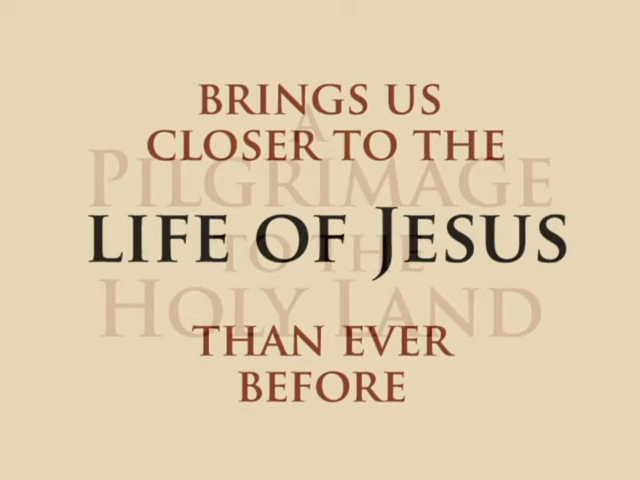 BRINGS US
A
CLOSER TO THE
PILGRIMAGE
LIFE OF JESUS
TO THE
HOLY LAND
THAN EVER
BEFORE